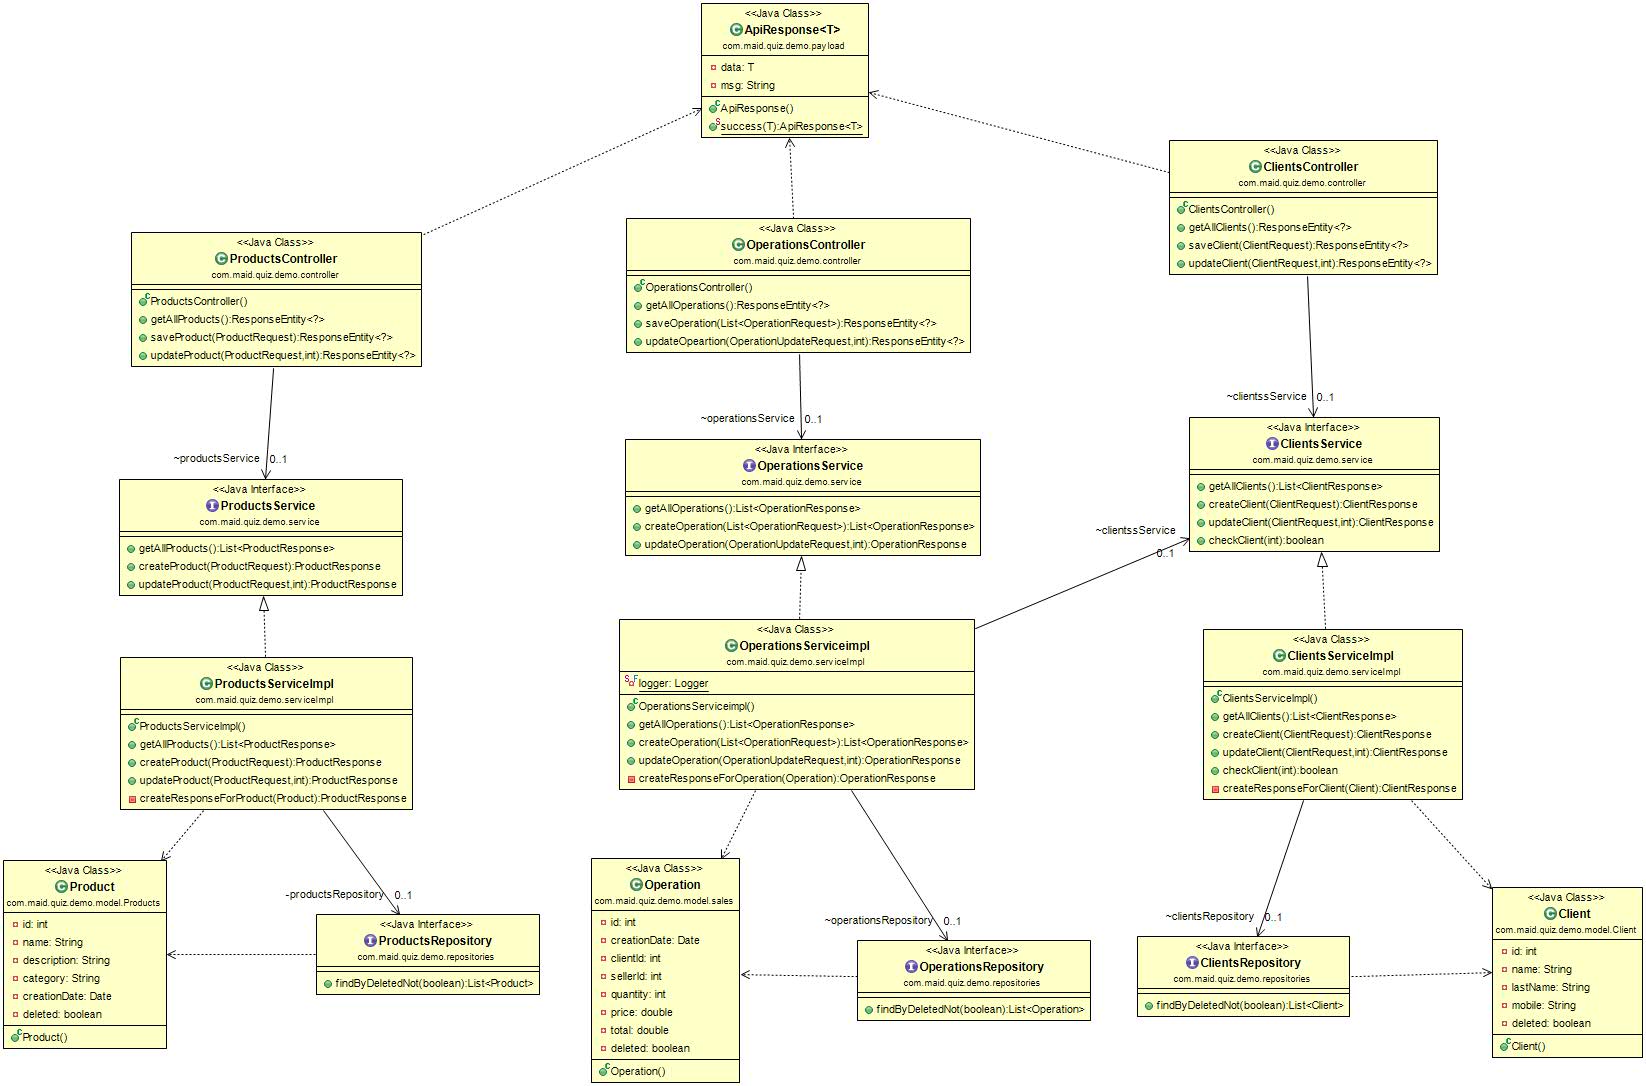 <<Java Class>>
ApiResponse<T>
com.maid.quiz.demo.payload
data: T
msg: String
ApiResponse()
success(T):ApiResponse<T>
<<Java Class>>
ClientsController
com.maid.quiz.demo.controller
ClientsController()
getAllClients():ResponseEntity<?>
saveClient(ClientRequest):ResponseEntity<?>
updateClient(ClientRequest,int):ResponseEntity<?>
<<Java Class>>
OperationsController
com.maid.quiz.demo.controller
OperationsController()
getAllOperations():ResponseEntity<?>
saveOperation(List<OperationRequest>):ResponseEntity<?>
updateOpeartion(OperationUpdateRequest,int):ResponseEntity<?>
<<Java Class>>
ProductsController
com.maid.quiz.demo.controller
ProductsController()
getAllProducts():ResponseEntity<?>
saveProduct(ProductRequest):ResponseEntity<?>
updateProduct(ProductRequest,int):ResponseEntity<?>
~productsService 0..1
~operationsService 0..1
~clientssService 0..1
<<Java Interface>>
ProductsService
com.maid.quiz.demo.service
getAllProducts():List<ProductResponse>
createProduct(ProductRequest):ProductResponse
updateProduct(ProductRequest,int):ProductResponse
<<Java Interface>>
OperationsService
com.maid.quiz.demo.service
getAllOperations():List<OperationResponse>
createOperation(List<OperationRequest>):List<OperationResponse>
updateOperation(OperationUpdateRequest,int):OperationResponse
<<Java Interface>>
ClientsService
com.maid.quiz.demo.service
getAllClients():List<ClientResponse>
createClient(ClientRequest):ClientResponse
updateClient(ClientRequest,int):ClientResponse
checkClient(int):boolean
~clientssService
0..1
<<Java Class>>
ProductsServiceImpl
com.maid.quiz.demo.serviceImpl
ProductsServiceImpl()
getAllProducts():List<ProductResponse>
createProduct(ProductRequest):ProductResponse
updateProduct(ProductRequest,int):ProductResponse
createResponseForProduct(Product):ProductResponse
<<Java Class>>
OperationsServiceimpl
com.maid.quiz.demo.serviceImpl
S F logger: Logger
OperationsServiceimpl()
getAllOperations():List<OperationResponse>
createOperation(List<OperationRequest>):List<OperationResponse>
updateOperation(OperationUpdateRequest,int):OperationResponse
createResponseForOperation(Operation):OperationResponse
<<Java Class>>
ClientsServiceImpl
com.maid.quiz.demo.serviceImpl
ClientsServiceImpl()
getAllClients():List<ClientResponse>
createClient(ClientRequest):ClientResponse
updateClient(ClientRequest,int):ClientResponse
checkClient(int):boolean
createResponseForClient(Client):ClientResponse
-productsRepository 0..1
~operationsRepository 0..1
~clientsRepository 0..1
<<Java Class>>
Product
com.maid.quiz.demo.model.Products
id: int
name: String
description: String
category: String
creationDate: Date
deleted: boolean
Product()
<<Java Interface>>
ProductsRepository
com.maid.quiz.demo.repositories
findByDeletedNot(boolean):List<Product>
<<Java Class>>
Operation
com.maid.quiz.demo.model.sales
id: int
creationDate: Date
clientId: int
sellerId: int
quantity: int
price: double
total: double
deleted: boolean
Operation()
<<Java Interface>>
OperationsRepository
com.maid.quiz.demo.repositories
findByDeletedNot(boolean):List<Operation>
<<Java Interface>>
ClientsRepository
com.maid.quiz.demo.repositories
findByDeletedNot(boolean):List<Client>
<<Java Class>>
Client
com.maid.quiz.demo.model.Client
id: int
name: String
lastName: String
mobile: String
deleted: boolean
Client()